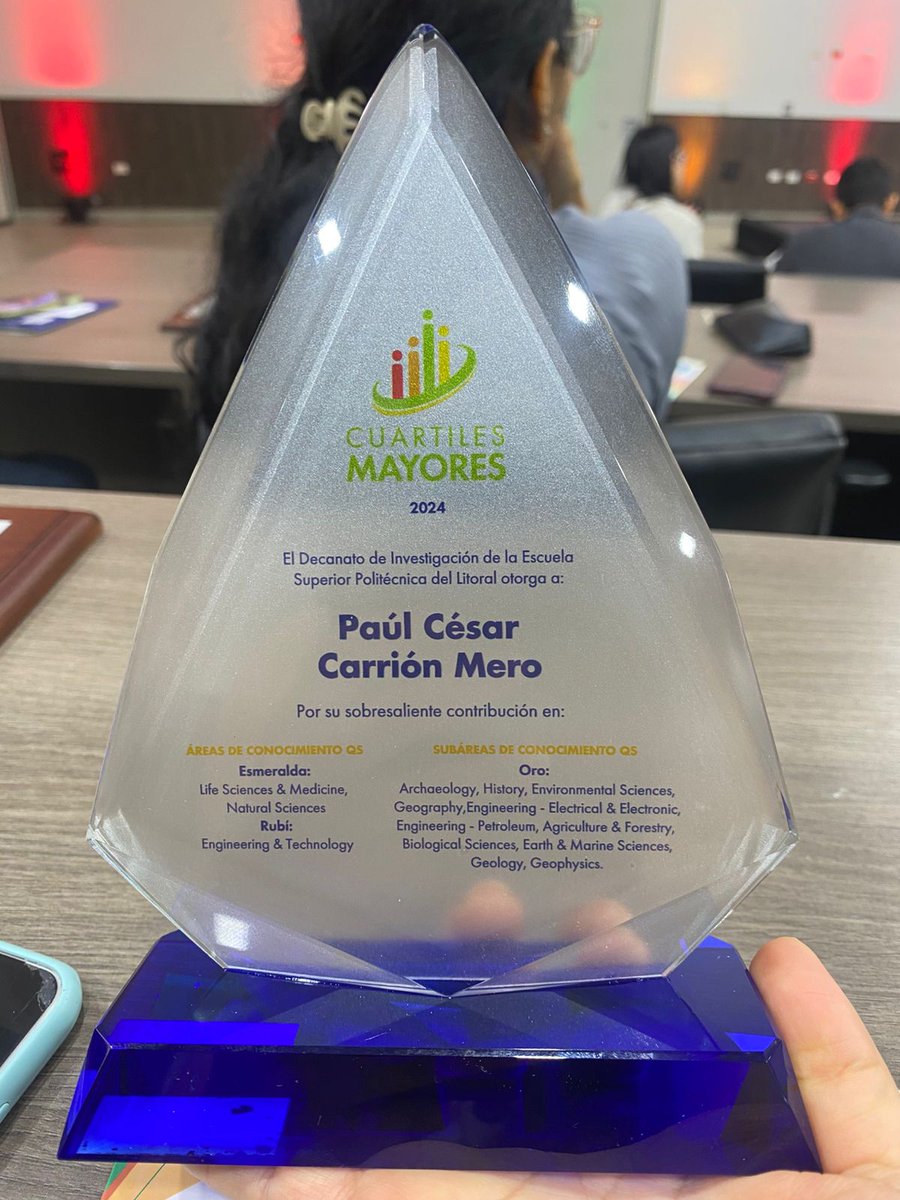 CUARTILES
MAYORES
2024
El Decanato de Investigación de la Escuela
Superior Politécnica del Litoral otorga a:
Paúl César
Carrión Mero
Por su sobresaliente contribución en:
ÁREAS DE CONOCIMIENTO QS
Esmeralda:
Life Sciences & Medicine,
Natural Sciences
Rubí:
Engineering & Technology
SUBÁREAS DE CONOCIMIENTO QS
Oro:
Archaeology, History, Environmental Sciences,
Geography,Engineering - Electrical & Electronic,
Engineering - Petroleum, Agriculture & Forestry,
Biological Sciences, Earth & Marine Sciences,
Geology, Geophysics.